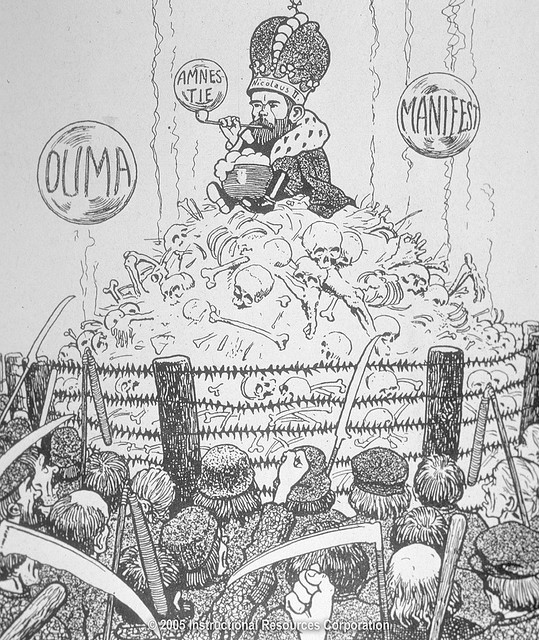 AMNES-
TIE
Nicolaus II
MANIFEST
DUMA
© 2005 Instructional Resources Corporation